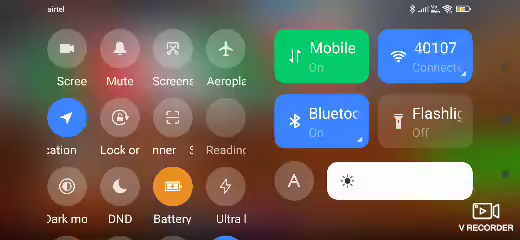 airtel
Mobile
On
40107
Connecte
Scree
Mute
Screens
Aeropla
Bluetoo
On
Flashlig
Off
cation
Lock or
nner
S
Reading
A
Dark mo
DND
Battery
Ultra l
V RECORDER